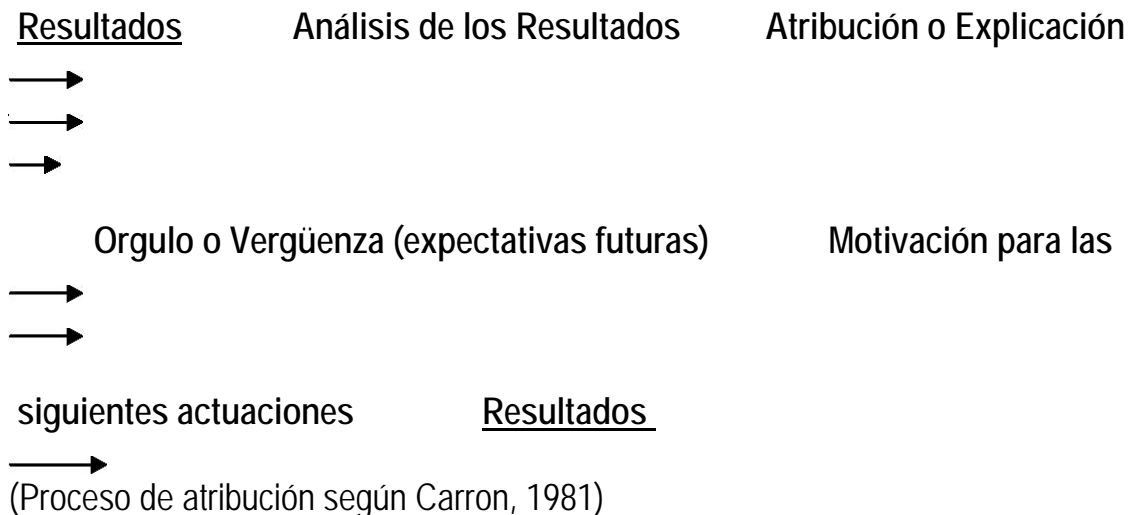 Resultados Análisis de los Resultados Atribución o Explicación
Orgulo o Vergüenza (expectativas futuras) Motivación para las
siguientes actuaciones Resultados
(Proceso de atribución según Carron, 1981)